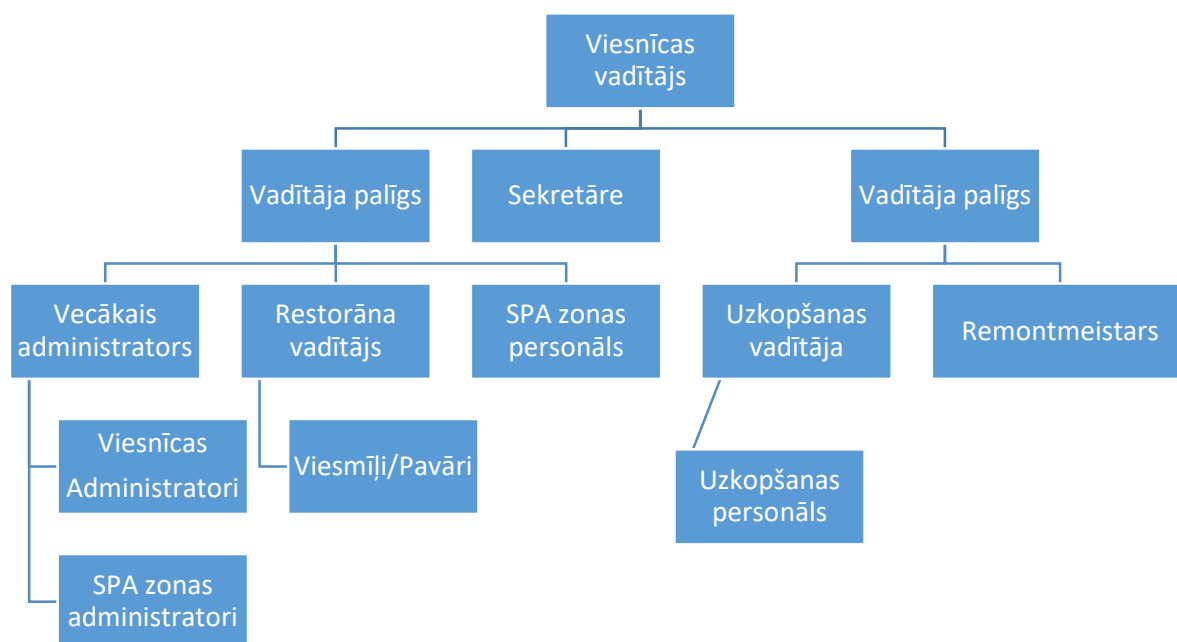 Viesnīcas
vadītājs
Vadītāja palīgs
Sekretāre
Vadītāja palīgs
Vecākais
administrators
Restorāna
vadītājs
SPA zonas
personāls
Uzkopšanas
vadītāja
Remontmeistars
Viesnīcas
Administratori
Viesmīļi/Pavāri
Uzkopšanas
personāls
SPA zonas
administratori